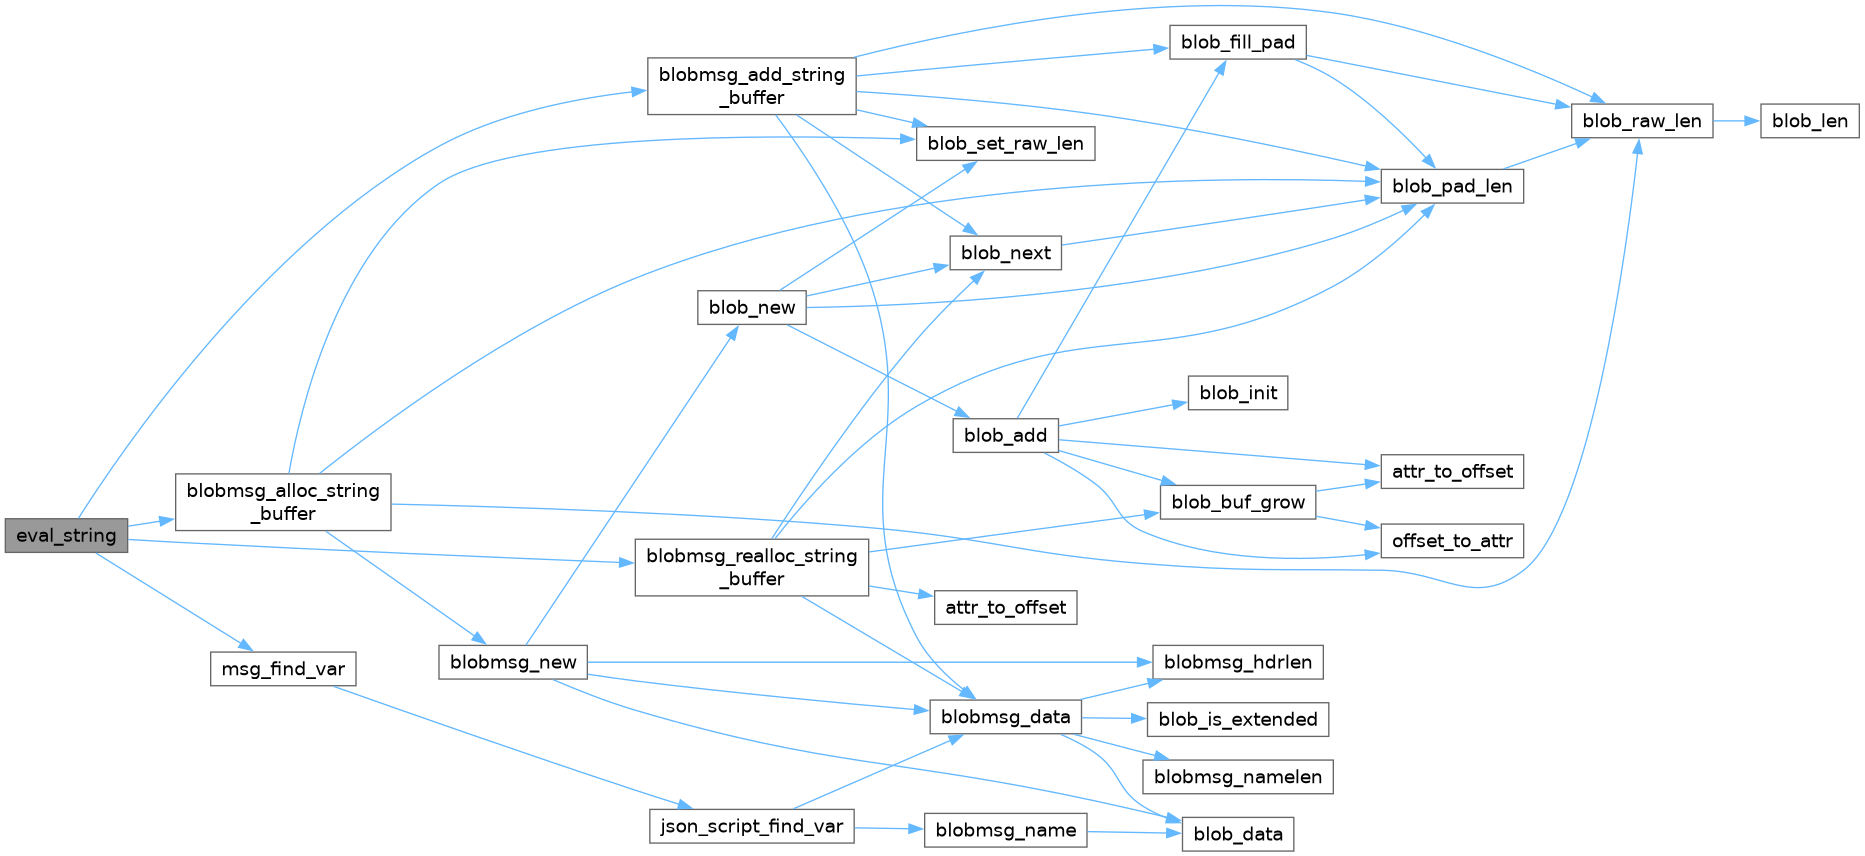 eval_string
blobmsg_alloc_string
_buffer
msg_find_var
blobmsg_new
blobmsg_add_string
_buffer
blob_new
blobmsg_realloc_string
_buffer
json_script_find_var
blob_set_raw_len
blob_next
blob_add
attr_to_offset
blobmsg_data
blobmsg_name
blob_fill_pad
blob_init
blob_buf_grow
blobmsg_hdrlen
blob_is_extended
blobmsg_namelen
blob_data
blob_pad_len
attr_to_offset
offset_to_attr
blob_raw_len
blob_len